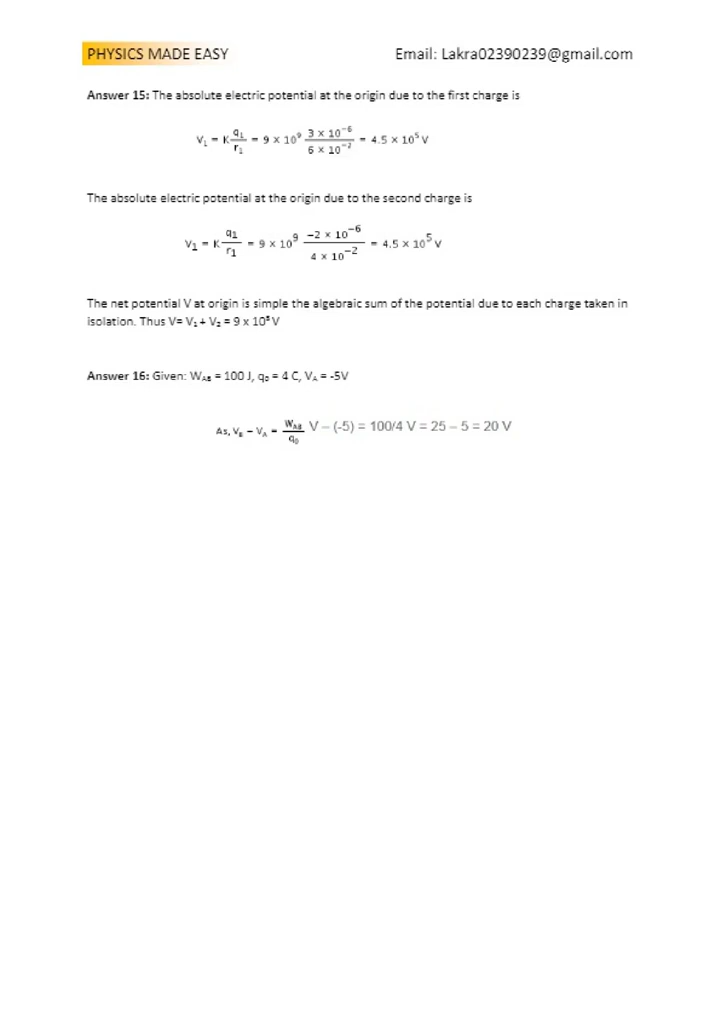 PHYSICS MADE EASY Email: Lakra02390239@gmail.com
Answer 15: The absolute electric potential at the origin due to the first charge is
V₁ = K q₁/r₁ = 9 x 10⁹ 3 x 10⁻⁶/6 x 10⁻² = 4.5 x 10⁵ V
The absolute electric potential at the origin due to the second charge is
V₁ = K q₁/r₁ = 9 x 10⁹ −2 x 10⁻⁶/4 x 10⁻² = 4.5 x 10⁵ V
The net potential V at origin is simple the algebraic sum of the potential due to each charge taken in
isolation. Thus V= V₁ + V₂ = 9 x 10⁵ V
Answer 16: Given: W_AB = 100 J, q₀ = 4 C, V_A = -5V
As, V_B − V_A = W_AB/q₀ V – (-5) = 100/4 V = 25 – 5 = 20 V